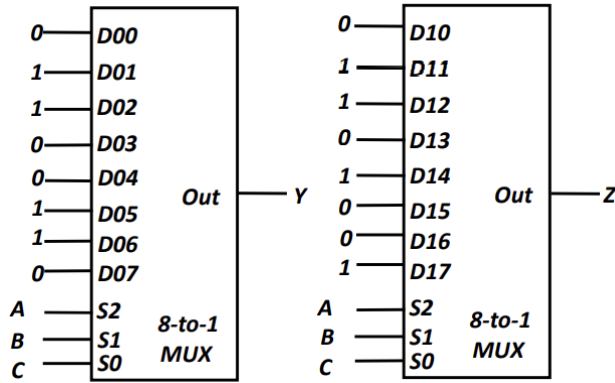 0 D00
1 D01
1 D02
0 D03
0 D04
1 D05
1 D06
0 D07
Out Y
A S2
B S1
C S0
8-to-1
MUX
0 D10
1 D11
1 D12
0 D13
1 D14
0 D15
0 D16
1 D17
Out Z
A S2
B S1
C S0
8-to-1
MUX